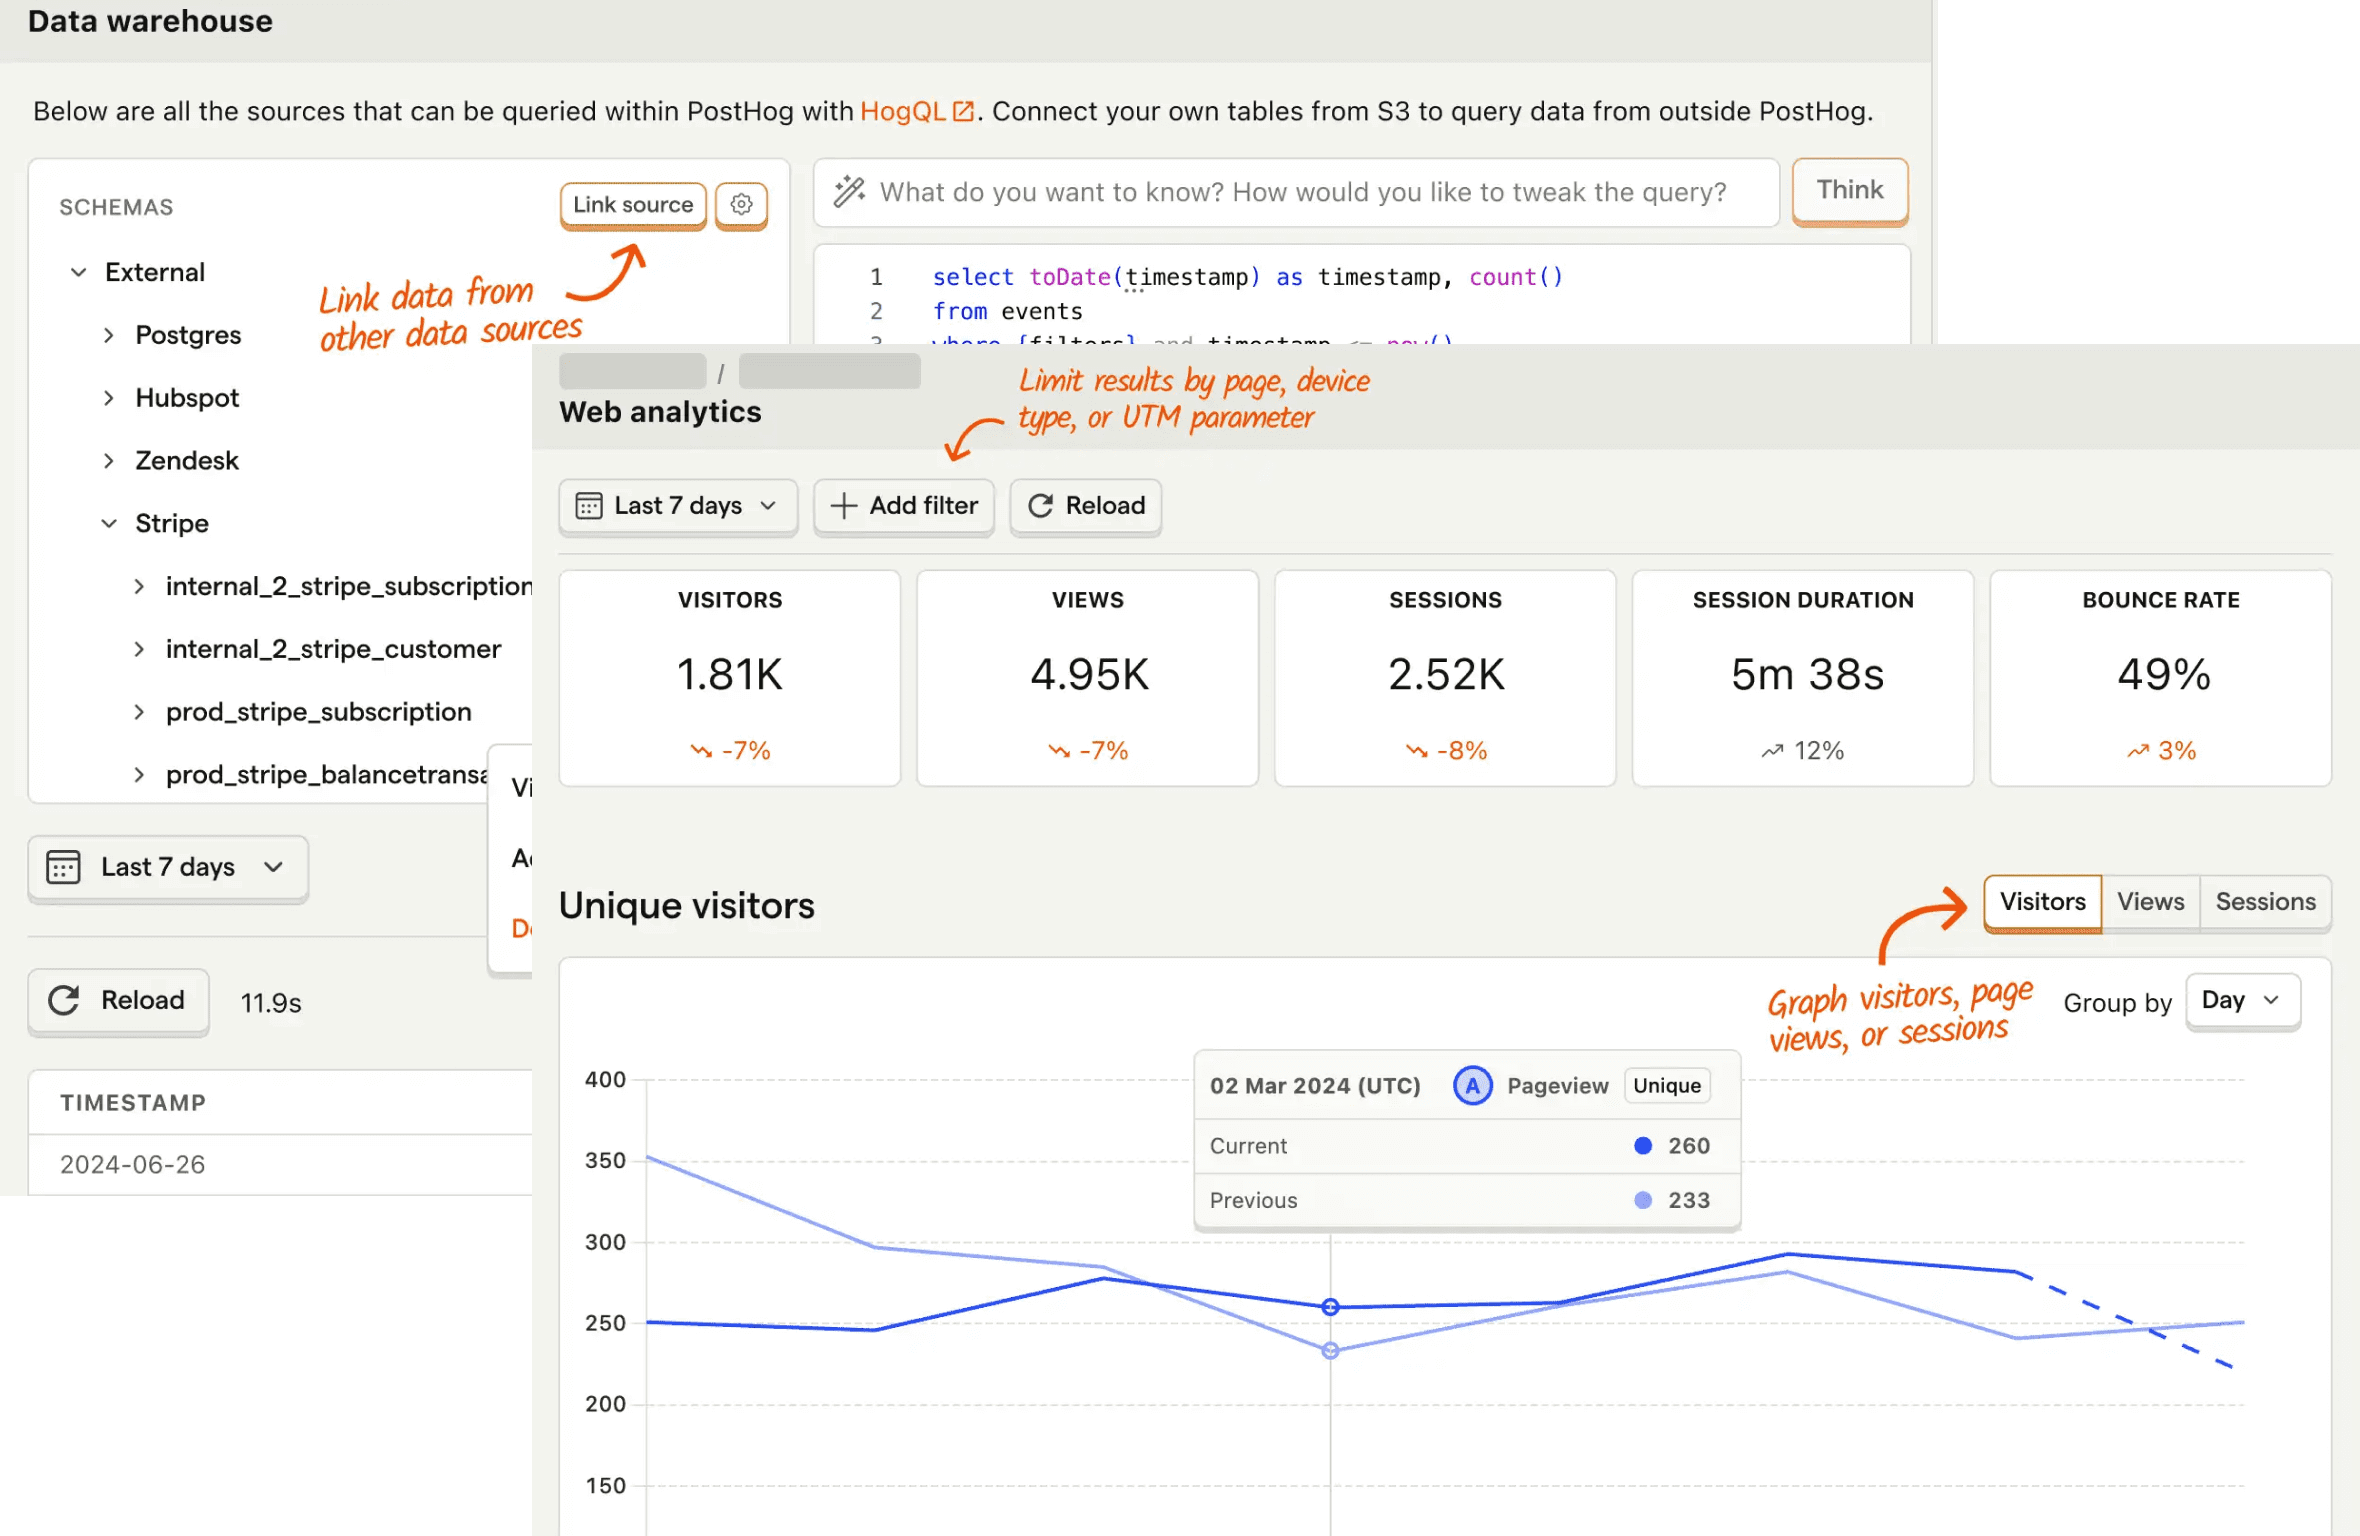 Data warehouse
Below are all the sources that can be queried within PostHog with HogQL. Connect your own tables from S3 to query data from outside PostHog.
SCHEMAS
Link source
External
Link data from
other data sources
Postgres
Hubspot
Zendesk
Stripe
internal_2_stripe_subscription
internal_2_stripe_customer
prod_stripe_subscription
prod_stripe_balancetransa
Last 7 days
Reload 11.9s
TIMESTAMP
2024-06-26
What do you want to know? How would you like to tweak the query?
Think
1 select toDate(timestamp) as timestamp, count()
2 from events
3 where {filters} and timestamp <= now()
/
Web analytics
Limit results by page, device
type, or UTM parameter
Last 7 days
Add filter
Reload
VISITORS
1.81K
-7%
VIEWS
4.95K
-7%
SESSIONS
2.52K
-8%
SESSION DURATION
5m 38s
12%
BOUNCE RATE
49%
3%
Unique visitors
Visitors Views Sessions
Graph visitors, page
views, or sessions
Group by Day
02 Mar 2024 (UTC) A Pageview Unique
Current 260
Previous 233
400
350
300
250
200
150